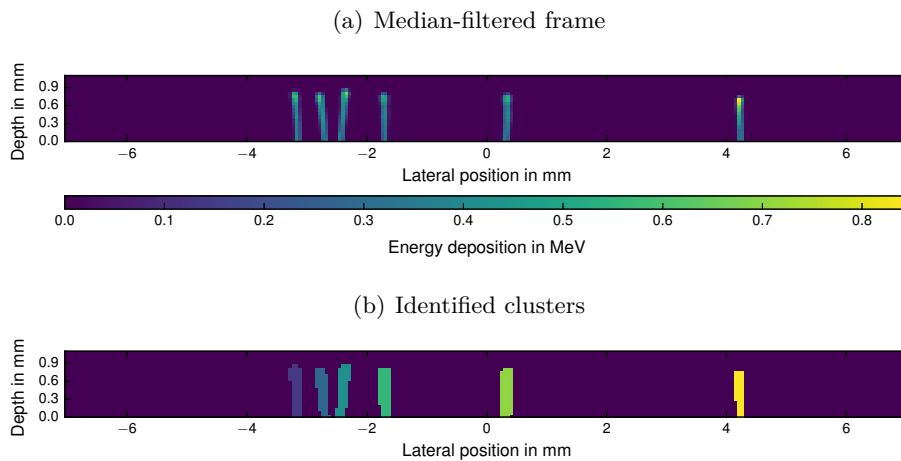 (a) Median-filtered frame
Depth in mm
0.9
0.6
0.3
0.0
−6 −4 −2 0 2 4 6
Lateral position in mm
0.0 0.1 0.2 0.3 0.4 0.5 0.6 0.7 0.8
Energy deposition in MeV
(b) Identified clusters
Depth in mm
0.9
0.6
0.3
0.0
−6 −4 −2 0 2 4 6
Lateral position in mm